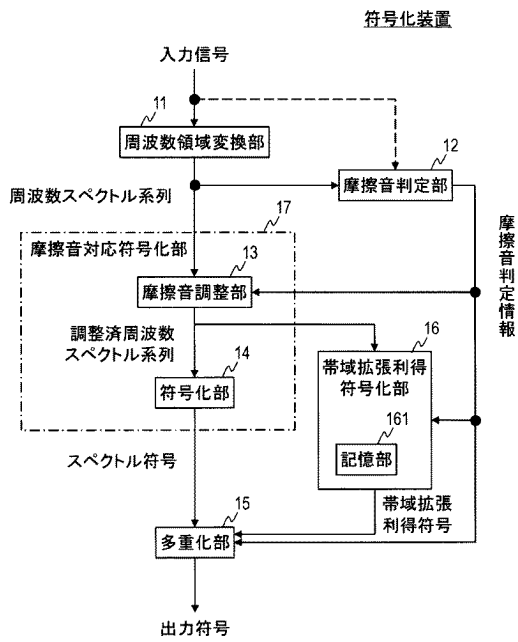 符号化装置
入力信号
11
周波数領域変換部
12
摩擦音判定部
周波数スペクトル系列
17
摩擦音対応符号化部
13
摩擦音調整部
摩擦音判定情報
調整済周波数
スペクトル系列
14
符号化部
16
帯域拡張利得
符号化部
161
記憶部
スペクトル符号
帯域拡張
利得符号
15
多重化部
出力符号